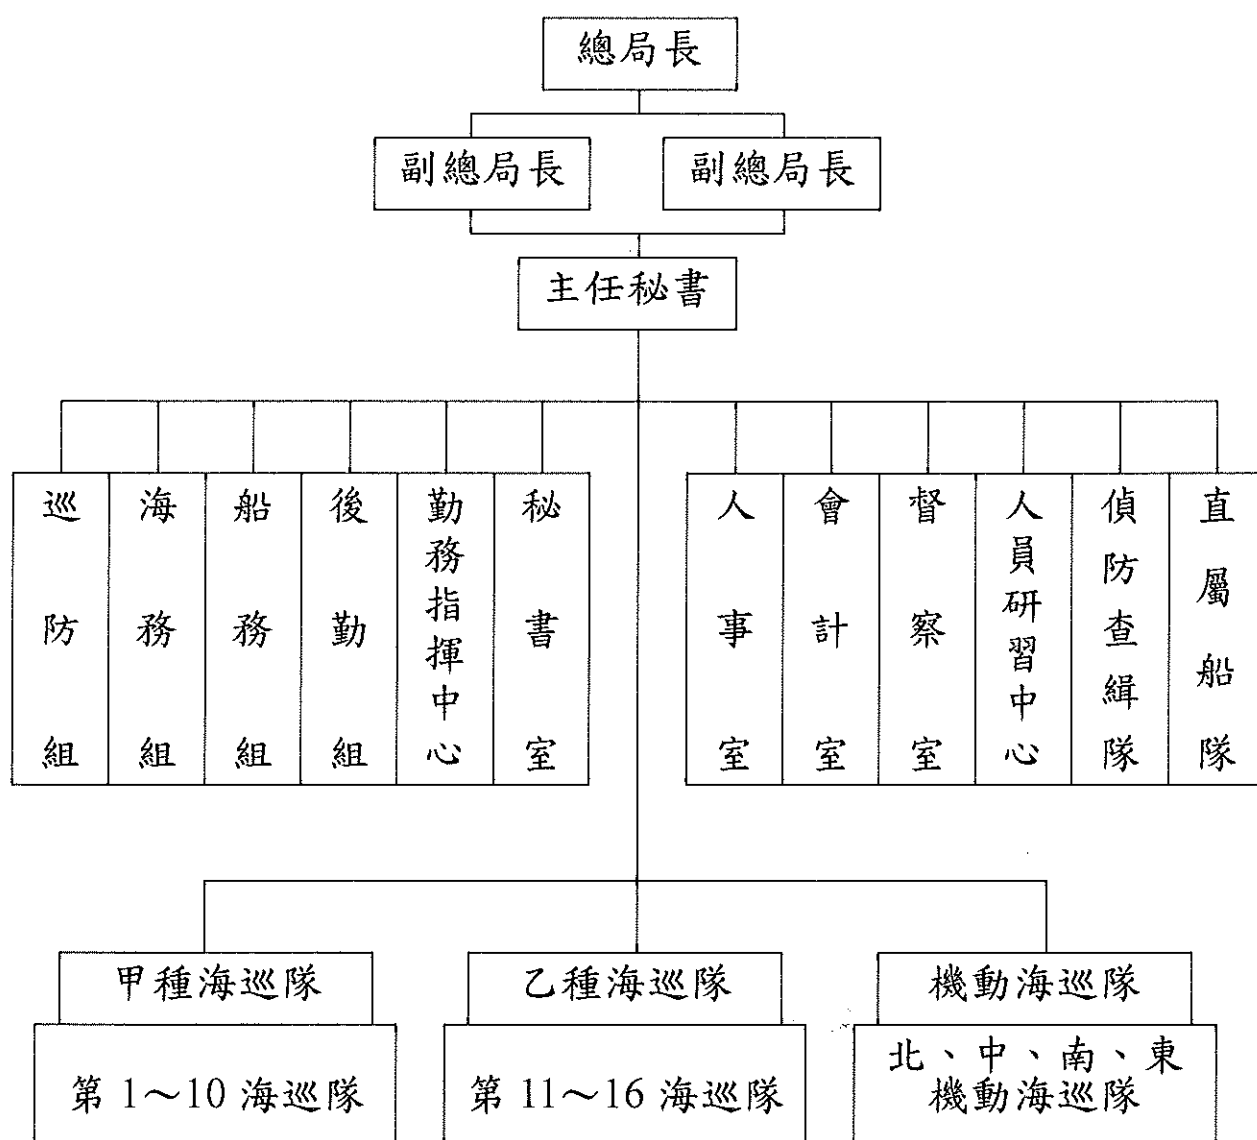 總局長
副總局長
副總局長
主任秘書
巡防組
海務組
船務組
後勤組
勤務指揮中心
秘書室
人事室
會計室
督察室
人員研習中心
偵防查緝隊
直屬船隊
甲種海巡隊
乙種海巡隊
機動海巡隊
第 1～10 海巡隊
第 11～16 海巡隊
北、中、南、東
機動海巡隊